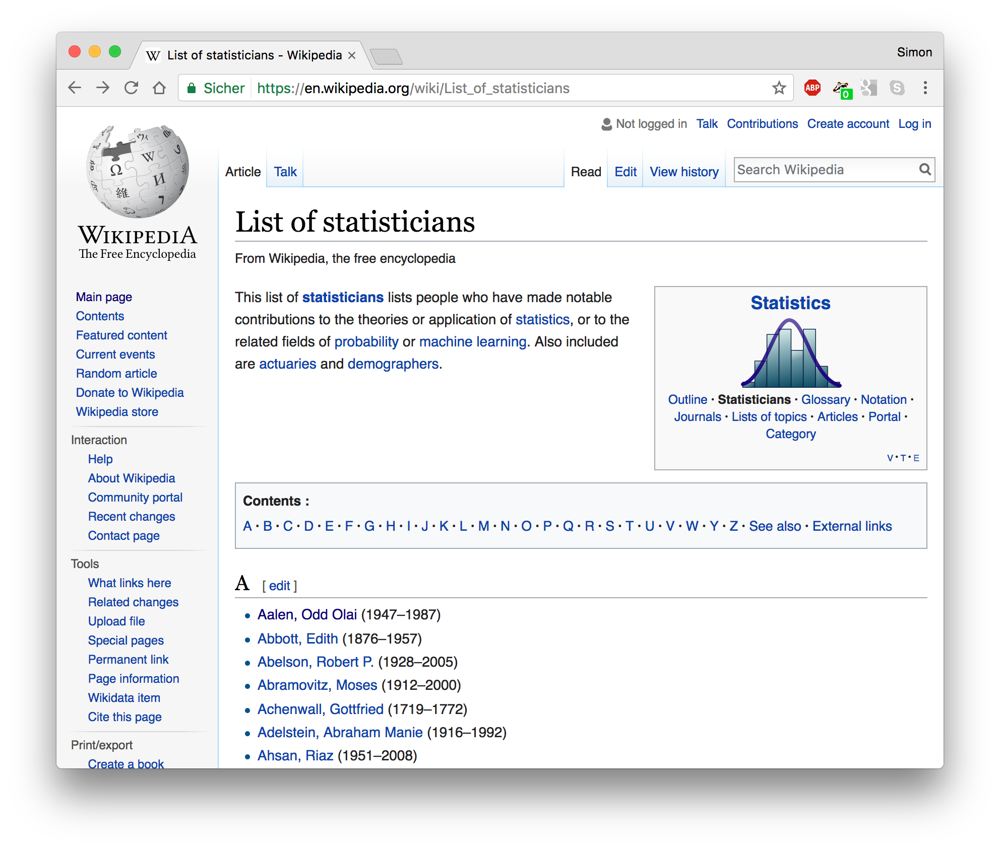 List of statisticians - Wikipedia
Simon
Sicher https://en.wikipedia.org/wiki/List_of_statisticians
ABP
0
Not logged in Talk Contributions Create account Log in
Article Talk Read Edit View history Search Wikipedia
Ω W И 維
WIKIPEDIA
The Free Encyclopedia
Main page
Contents
Featured content
Current events
Random article
Donate to Wikipedia
Wikipedia store
Interaction
Help
About Wikipedia
Community portal
Recent changes
Contact page
Tools
What links here
Related changes
Upload file
Special pages
Permanent link
Page information
Wikidata item
Cite this page
Print/export
Create a book
List of statisticians
From Wikipedia, the free encyclopedia
This list of statisticians lists people who have made notable
contributions to the theories or application of statistics, or to the
related fields of probability or machine learning. Also included
are actuaries and demographers.
Statistics
Outline · Statisticians · Glossary · Notation ·
Journals · Lists of topics · Articles · Portal ·
Category
V · T · E
Contents :
A · B · C · D · E · F · G · H · I · J · K · L · M · N · O · P · Q · R · S · T · U · V · W · Y · Z · See also · External links
A [ edit ]
Aalen, Odd Olai (1947–1987)
Abbott, Edith (1876–1957)
Abelson, Robert P. (1928–2005)
Abramovitz, Moses (1912–2000)
Achenwall, Gottfried (1719–1772)
Adelstein, Abraham Manie (1916–1992)
Ahsan, Riaz (1951–2008)